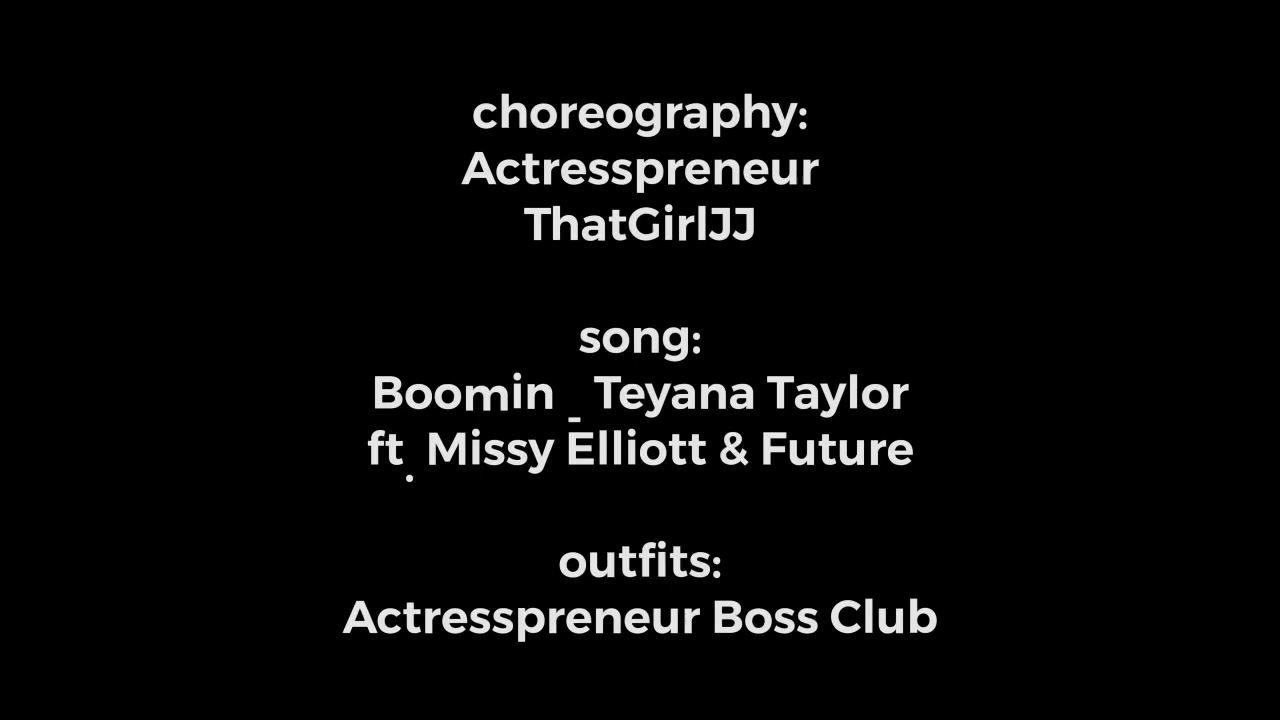 choreography:
Actresspreneur
ThatGirlJJ
song:
Boomin - Teyana Taylor
ft. Missy Elliott & Future
outfits:
Actresspreneur Boss Club